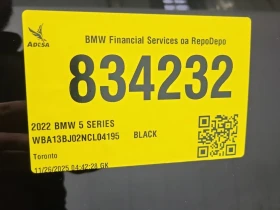 ADESA
BMW Financial Services oa RepoDepo
834232
2022 BMW 5 SERIES
WBA13BJ02NCL04195 BLACK
Toronto
11/26/2025 04:42:28 GK